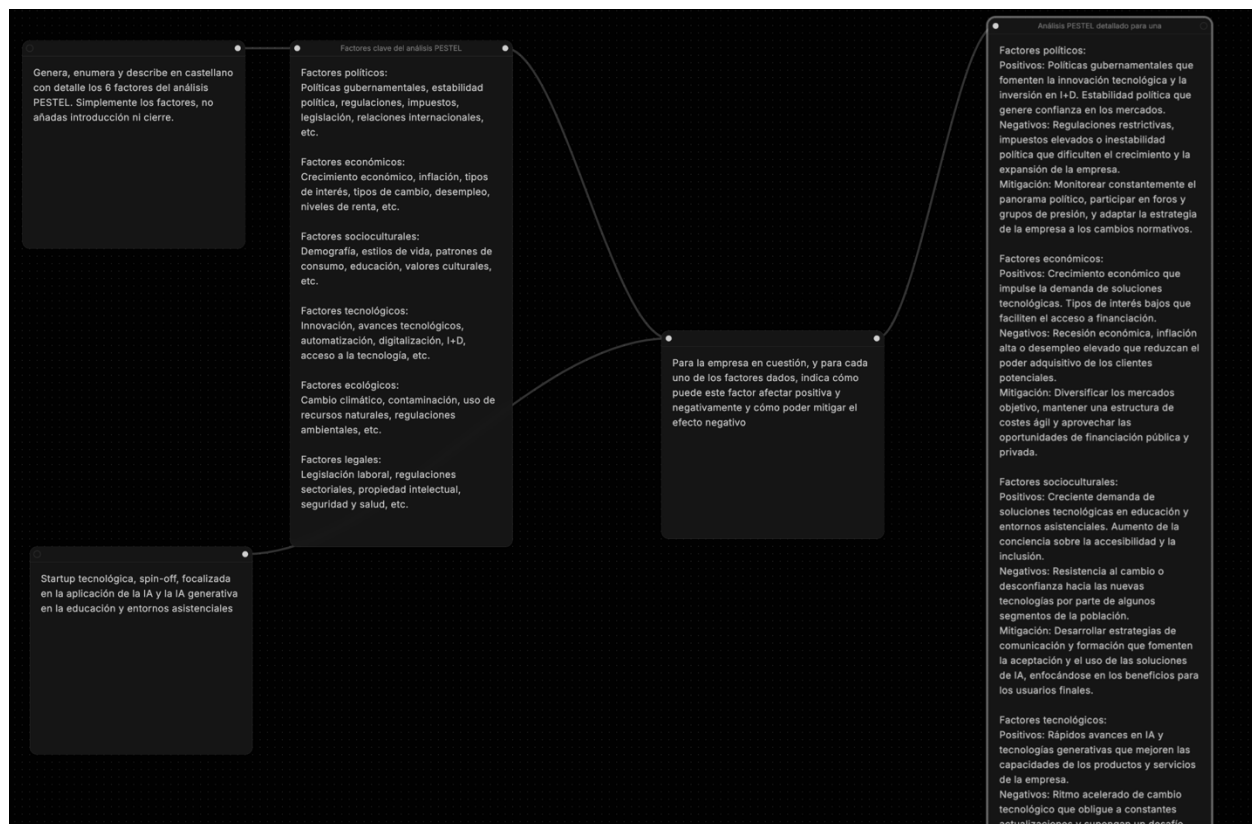 Genera, enumera y describe en castellano
con detalle los 6 factores del análisis
PESTEL. Simplemente los factores, no
añadas introducción ni cierre.
Factores clave del análisis PESTEL
Factores políticos:
Políticas gubernamentales, estabilidad
política, regulaciones, impuestos,
legislación, relaciones internacionales,
etc.
Factores económicos:
Crecimiento económico, inflación, tipos
de interés, tipos de cambio, desempleo,
niveles de renta, etc.
Factores socioculturales:
Demografía, estilos de vida, patrones de
consumo, educación, valores culturales,
etc.
Factores tecnológicos:
Innovación, avances tecnológicos,
automatización, digitalización, I+D,
acceso a la tecnología, etc.
Factores ecológicos:
Cambio climático, contaminación, uso de
recursos naturales, regulaciones
ambientales, etc.
Factores legales:
Legislación laboral, regulaciones
sectoriales, propiedad intelectual,
seguridad y salud, etc.
Startup tecnológica, spin-off, focalizada
en la aplicación de la IA y la IA generativa
en la educación y entornos asistenciales
Para la empresa en cuestión, y para cada
uno de los factores dados, indica cómo
puede este factor afectar positiva y
negativamente y cómo poder mitigar el
efecto negativo
Análisis PESTEL detallado para una
Factores políticos:
Positivos: Políticas gubernamentales que
fomenten la innovación tecnológica y la
inversión en I+D. Estabilidad política que
genere confianza en los mercados.
Negativos: Regulaciones restrictivas,
impuestos elevados o inestabilidad
política que dificulten el crecimiento y la
expansión de la empresa.
Mitigación: Monitorear constantemente el
panorama político, participar en foros y
grupos de presión, y adaptar la estrategia
de la empresa a los cambios normativos.
Factores económicos:
Positivos: Crecimiento económico que
impulse la demanda de soluciones
tecnológicas. Tipos de interés bajos que
faciliten el acceso a financiación.
Negativos: Recesión económica, inflación
alta o desempleo elevado que reduzcan el
poder adquisitivo de los clientes
potenciales.
Mitigación: Diversificar los mercados
objetivo, mantener una estructura de
costes ágil y aprovechar las
oportunidades de financiación pública y
privada.
Factores socioculturales:
Positivos: Creciente demanda de
soluciones tecnológicas en educación y
entornos asistenciales. Aumento de la
conciencia sobre la accesibilidad y la
inclusión.
Negativos: Resistencia al cambio o
desconfianza hacia las nuevas
tecnologías por parte de algunos
segmentos de la población.
Mitigación: Desarrollar estrategias de
comunicación y formación que fomenten
la aceptación y el uso de las soluciones
de IA, enfocándose en los beneficios para
los usuarios finales.
Factores tecnológicos:
Positivos: Rápidos avances en IA y
tecnologías generativas que mejoren las
capacidades de los productos y servicios
de la empresa.
Negativos: Ritmo acelerado de cambio
tecnológico que obligue a constantes
actualizaciones y supongan un desafío